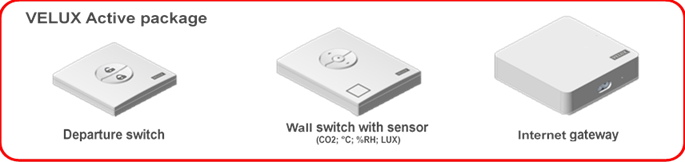 VELUX Active package
Departure switch
Wall switch with sensor
(CO2; °C; %RH; LUX)
Internet gateway